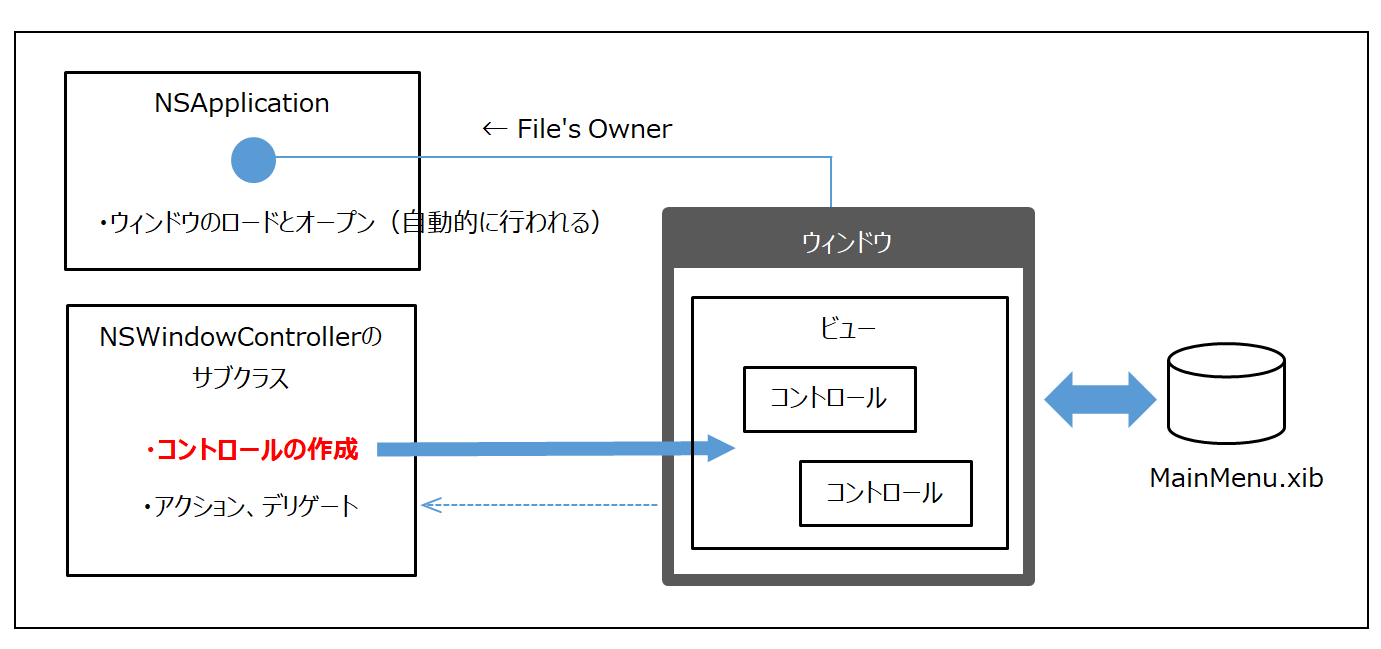 NSApplication
← File's Owner
・ウィンドウのロードとオープン（自動的に行われる）
ウィンドウ
NSWindowControllerの
サブクラス
ビュー
コントロール
・コントロールの作成
コントロール
・アクション、デリゲート
MainMenu.xib